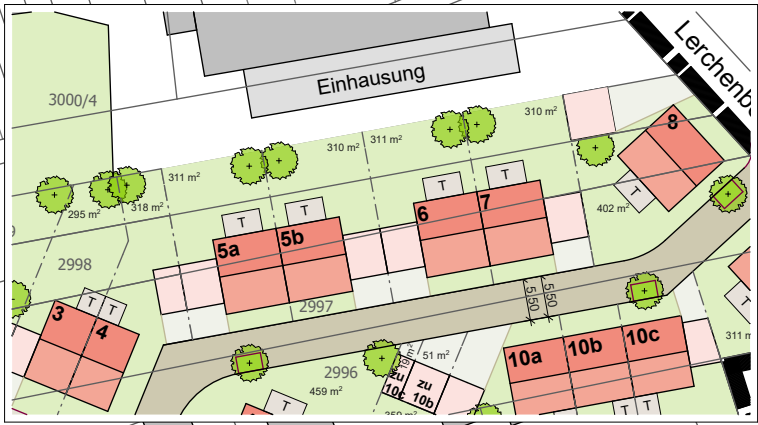 Lerchenb
Einhausung
3000/4
310 m²
8
311 m²
310 m²
311 m²
T
T
T
402 m²
295 m²
318 m²
6
7
T
T
5a
5b
9
2998
2997
5,50
5,50
T
T
3
4
T
10a
10b
10c
311 m
2996
19 m²
51 m²
zu
10c
zu
10b
459 m²
T
T
T